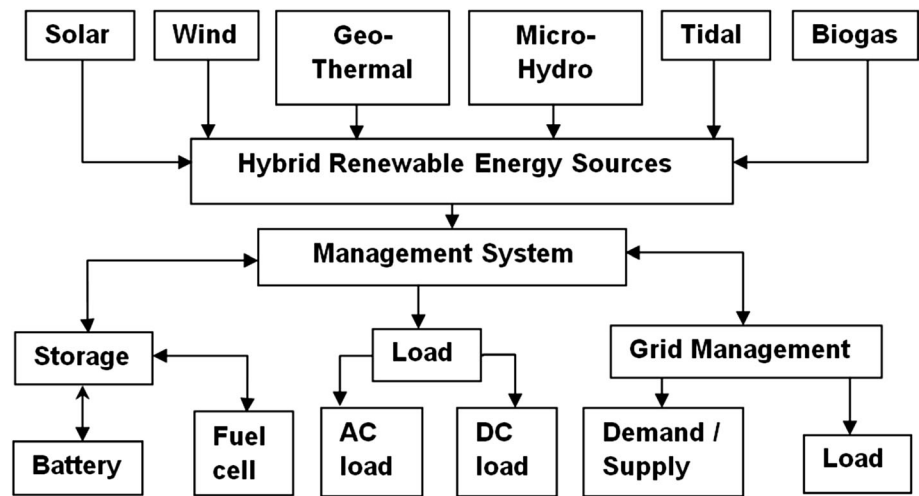 Solar
Wind
Geo-
Thermal
Micro-
Hydro
Tidal
Biogas
Hybrid Renewable Energy Sources
Management System
Storage
Load
Grid Management
Battery
Fuel
cell
AC
load
DC
load
Demand /
Supply
Load